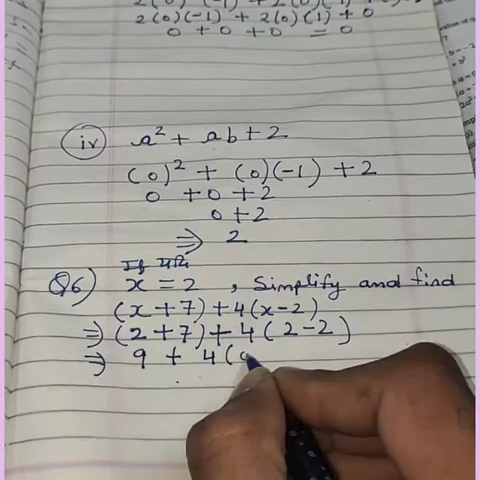 2(0)(-1) + 2(0)(1) + 0
0 + 0 + 0 = 0
iv a² + ab + 2
(0)² + (0)(-1) + 2
0 + 0 + 2
0 + 2
⇒ 2
If यदि
Q6) x = 2 , Simplify and find
(x+7) + 4(x-2)
⇒ (2+7) + 4(2-2)
⇒ 9 + 4(